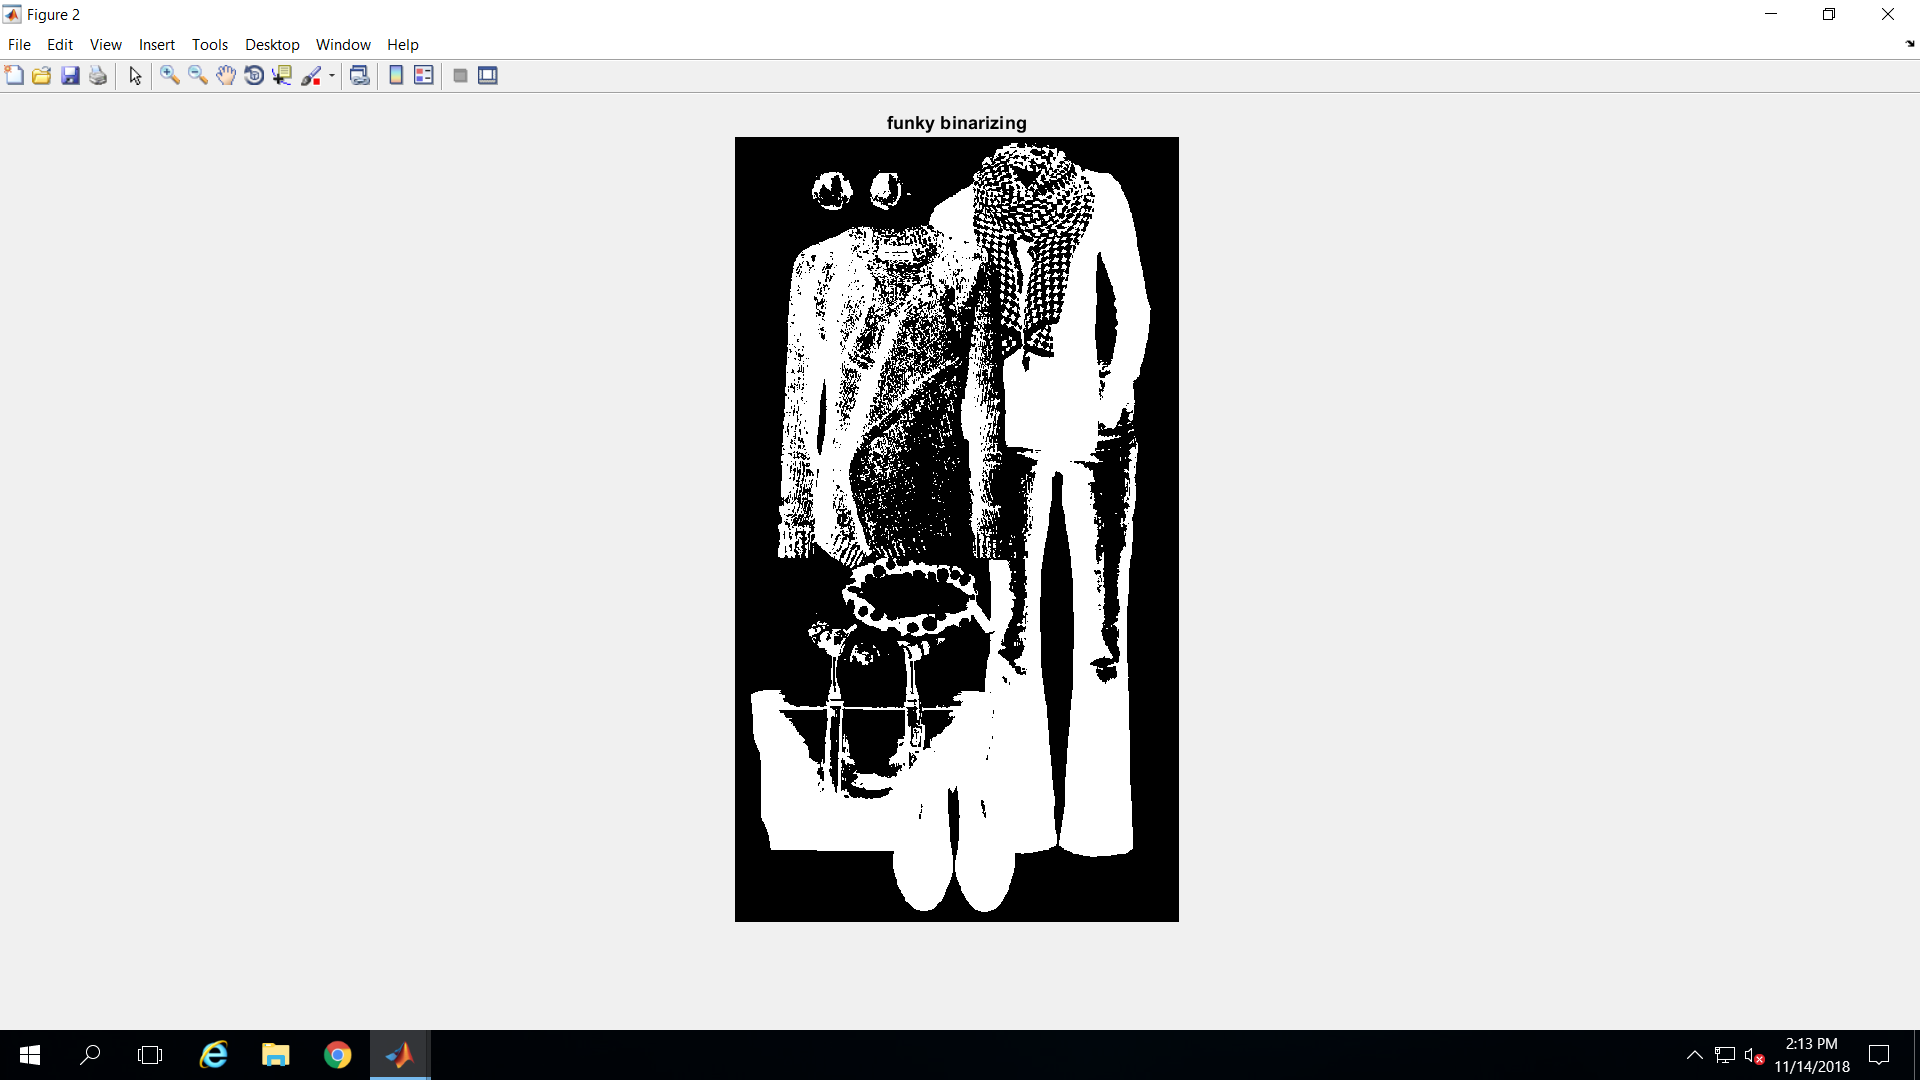 Figure 2
File Edit View Insert Tools Desktop Window Help
funky binarizing
2:13 PM
11/14/2018